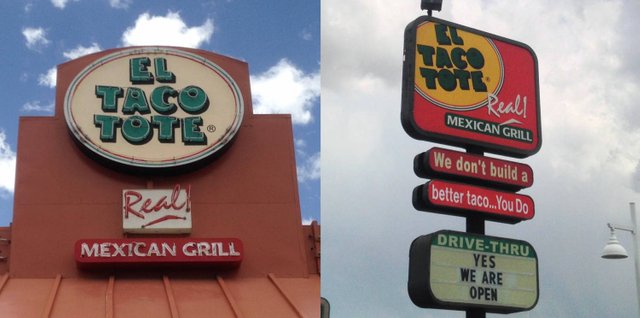 EL
TACO
TOTE®
Real!
MEXICAN GRILL
EL
TACO
TOTE®
Real!
MEXICAN GRILL
We don't build a
better taco...You Do
DRIVE-THRU
YES
WE ARE
OPEN